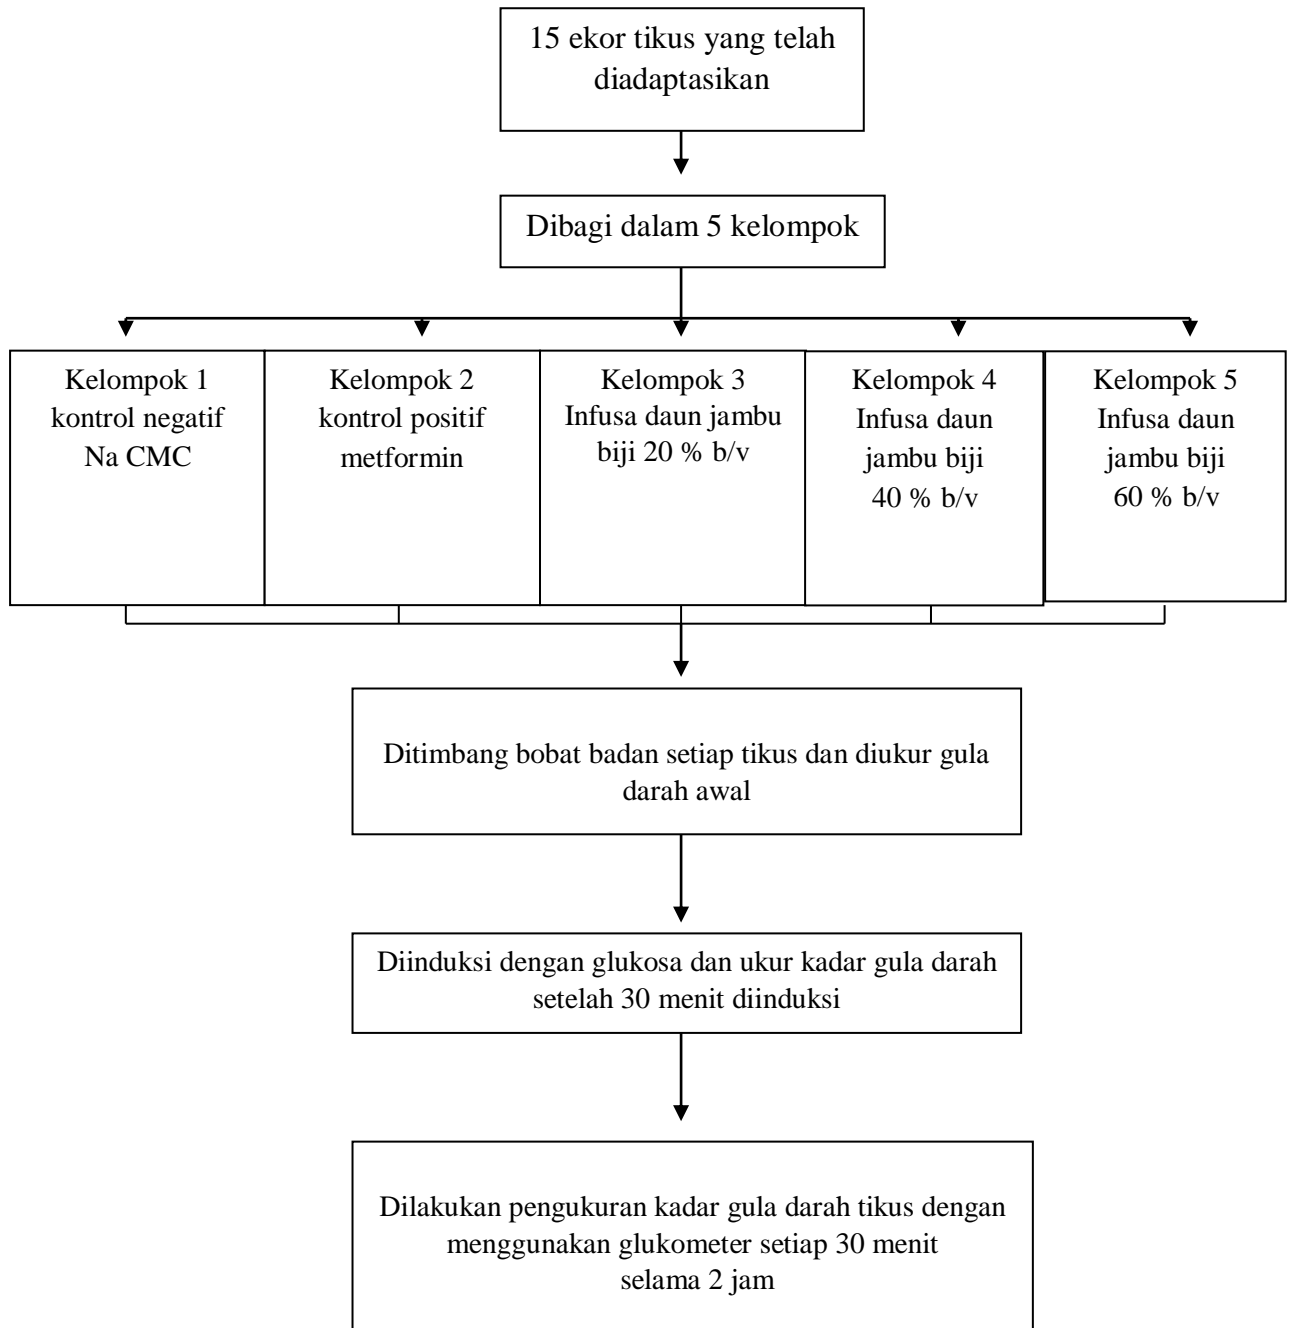 15 ekor tikus yang telah
diadaptasikan
Dibagi dalam 5 kelompok
Kelompok 1
kontrol negatif
Na CMC
Kelompok 2
kontrol positif
metformin
Kelompok 3
Infusa daun jambu
biji 20 % b/v
Kelompok 4
Infusa daun
jambu biji
40 % b/v
Kelompok 5
Infusa daun
jambu biji
60 % b/v
Ditimbang bobat badan setiap tikus dan diukur gula
darah awal
Diinduksi dengan glukosa dan ukur kadar gula darah
setelah 30 menit diinduksi
Dilakukan pengukuran kadar gula darah tikus dengan
menggunakan glukometer setiap 30 menit
selama 2 jam